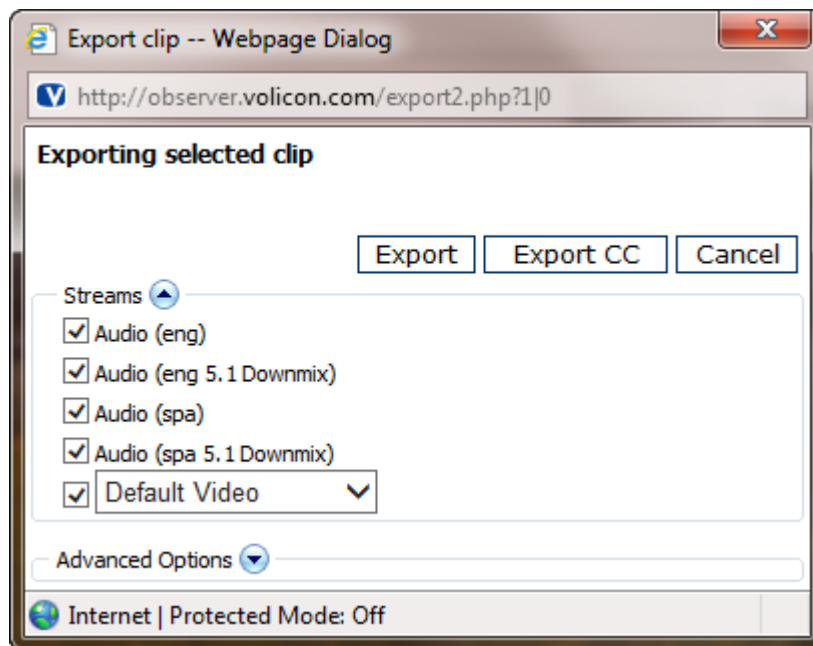 Export clip -- Webpage Dialog
http://observer.volicon.com/export2.php?1|0
Exporting selected clip
Export Export CC Cancel
Streams
Audio (eng)
Audio (eng 5.1 Downmix)
Audio (spa)
Audio (spa 5.1 Downmix)
Default Video
Advanced Options
Internet | Protected Mode: Off